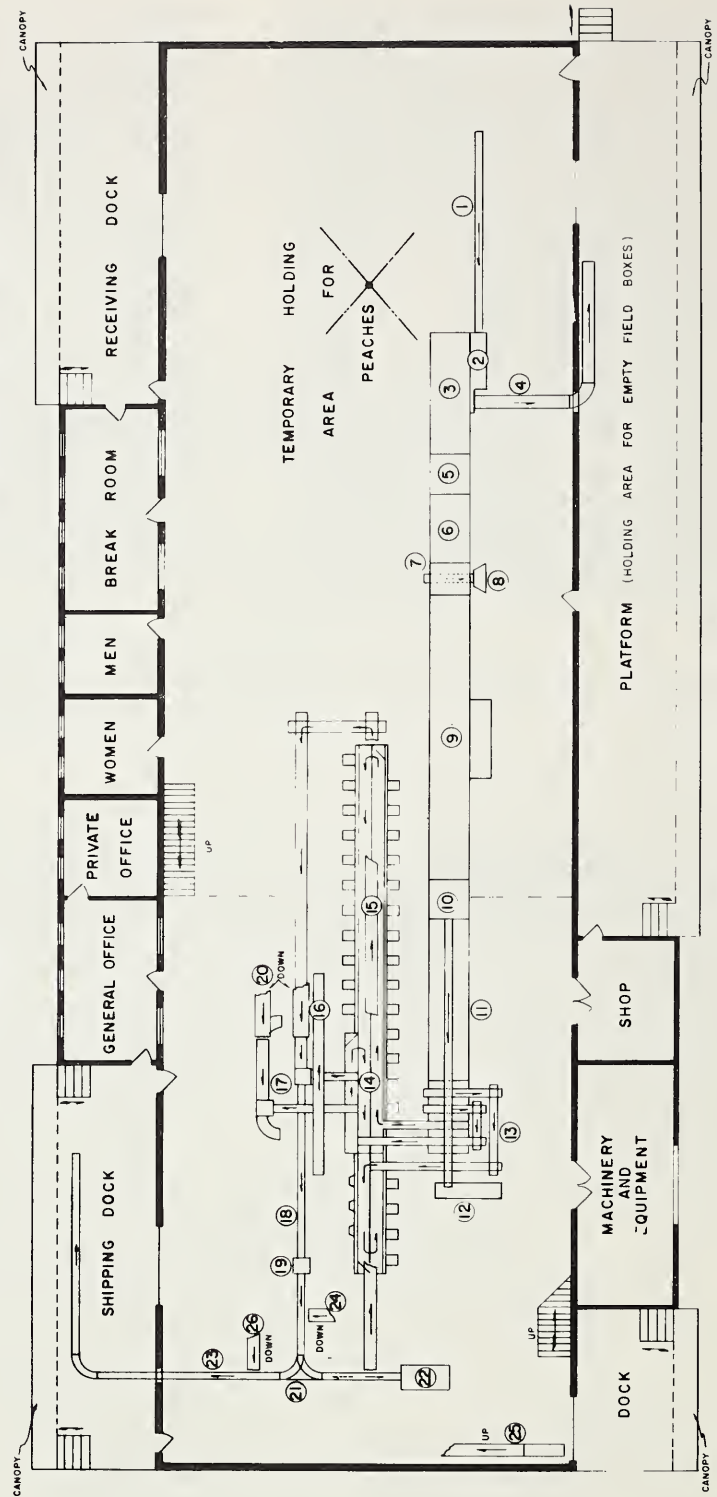 CANOPY
CANOPY
SHIPPING DOCK
GENERAL OFFICE
PRIVATE
OFFICE
WOMEN
MEN
BREAK ROOM
RECEIVING DOCK
UP
TEMPORARY HOLDING
AREA FOR
PEACHES
1
2
3
4
5
6
7
8
9
10
11
12
13
14
15
16
17
18
19
20
DOWN
21
22
23
24
DOWN
25
UP
26
DOWN
UP
DOCK
MACHINERY
AND
EQUIPMENT
SHOP
PLATFORM (HOLDING AREA FOR EMPTY FIELD BOXES)
CANOPY
CANOPY